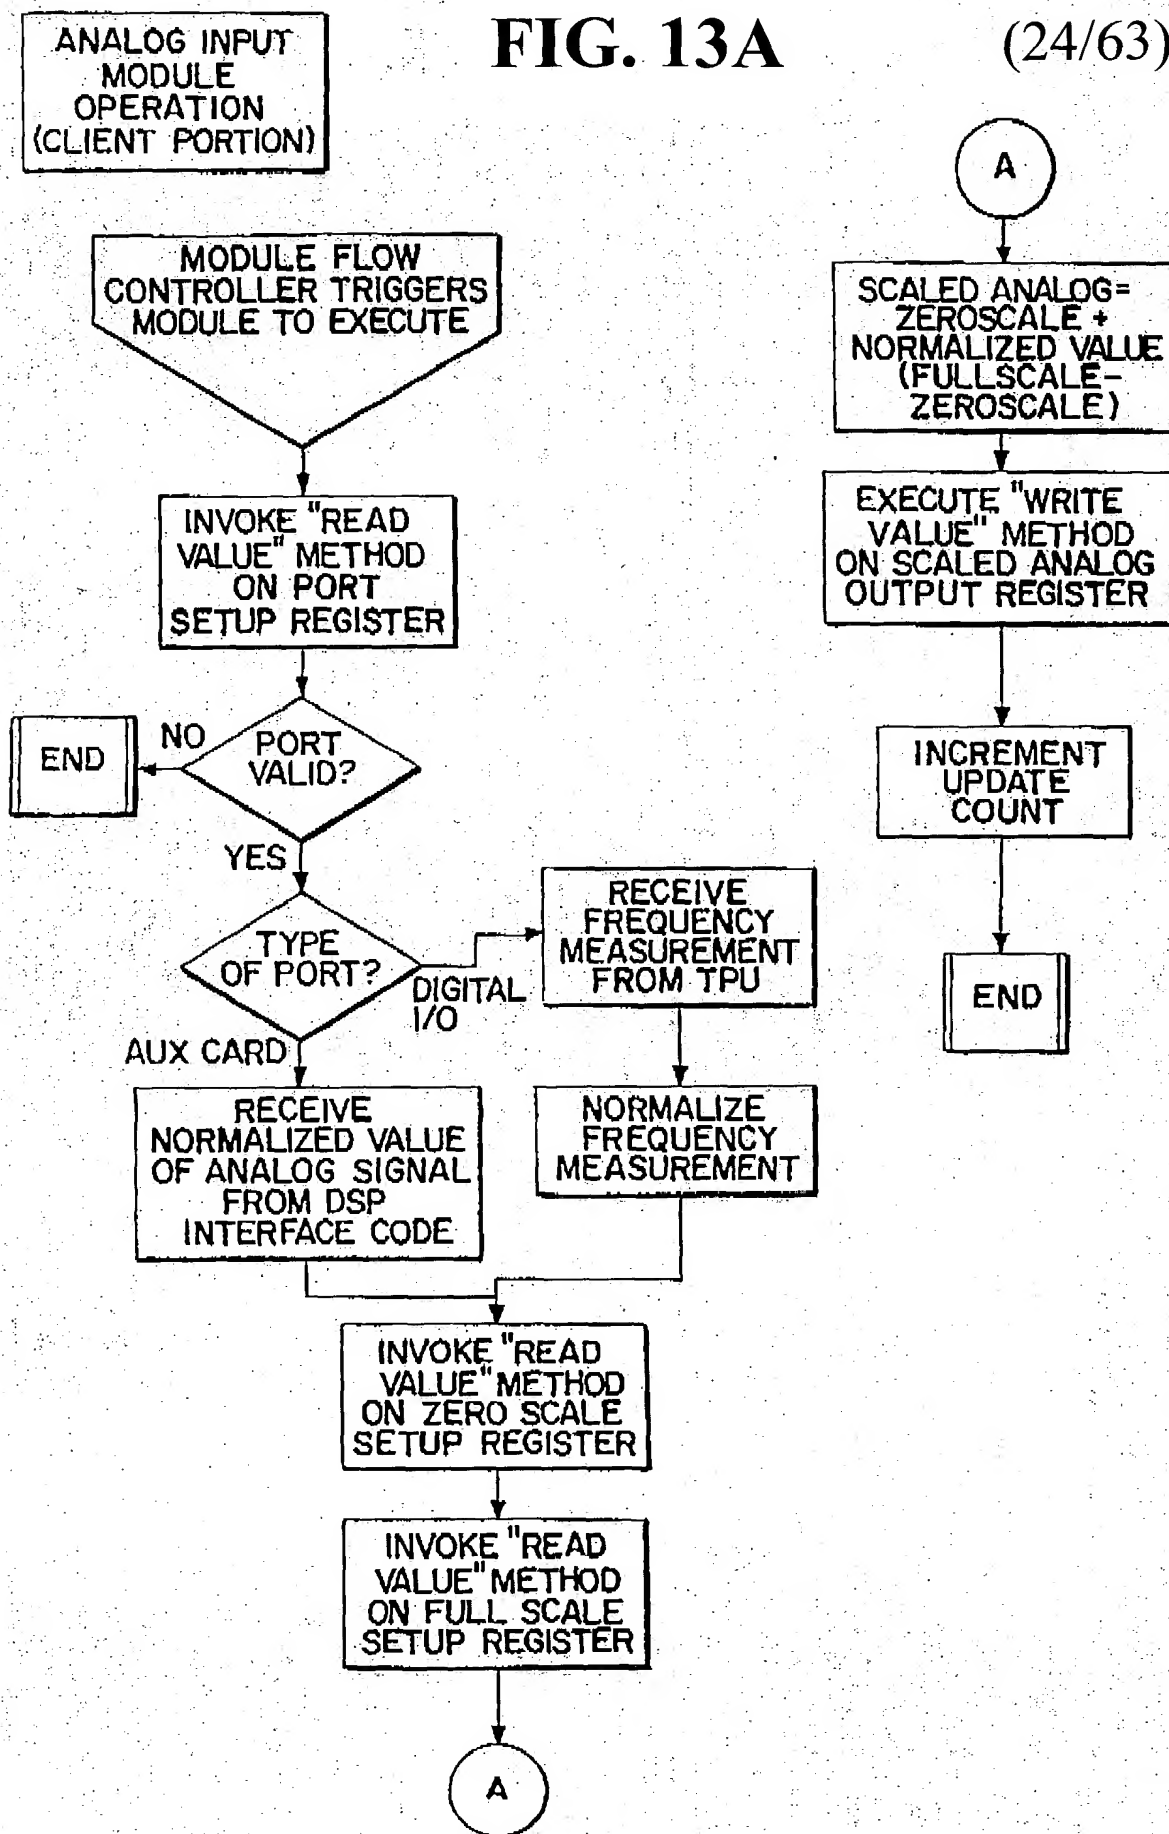 FIG. 13A
(24/63)
ANALOG INPUT
MODULE
OPERATION
(CLIENT PORTION)
MODULE FLOW
CONTROLLER TRIGGERS
MODULE TO EXECUTE
INVOKE "READ
VALUE" METHOD
ON PORT
SETUP REGISTER
PORT
VALID?
NO
END
YES
TYPE
OF PORT?
DIGITAL
I/O
AUX CARD
RECEIVE
FREQUENCY
MEASUREMENT
FROM TPU
NORMALIZE
FREQUENCY
MEASUREMENT
RECEIVE
NORMALIZED VALUE
OF ANALOG SIGNAL
FROM DSP
INTERFACE CODE
INVOKE "READ
VALUE" METHOD
ON ZERO SCALE
SETUP REGISTER
INVOKE "READ
VALUE" METHOD
ON FULL SCALE
SETUP REGISTER
A
A
SCALED ANALOG=
ZEROSCALE +
NORMALIZED VALUE
(FULLSCALE-
ZEROSCALE)
EXECUTE "WRITE
VALUE" METHOD
ON SCALED ANALOG
OUTPUT REGISTER
INCREMENT
UPDATE
COUNT
END